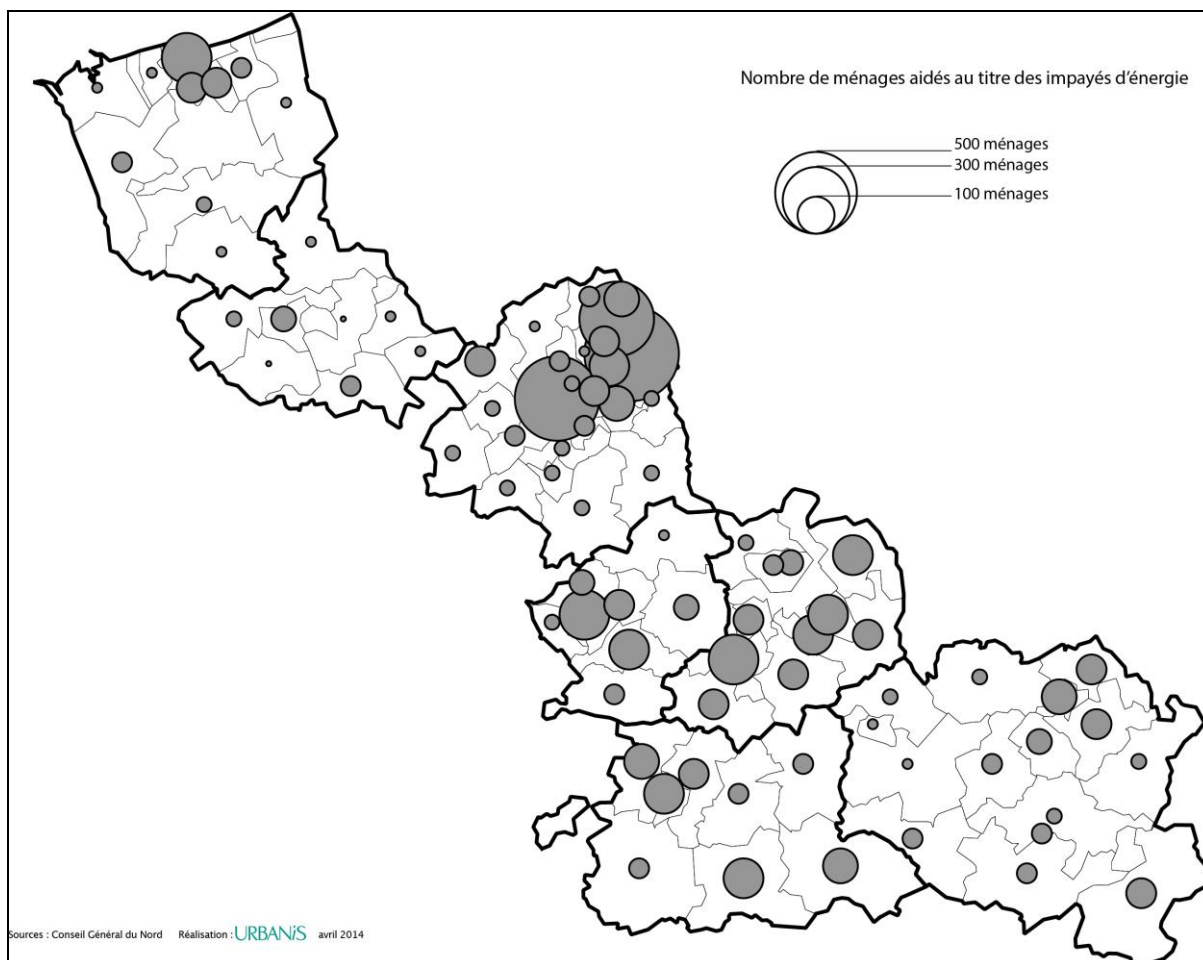 Nombre de ménages aidés au titre des impayés d’énergie
500 ménages
300 ménages
100 ménages
Sources : Conseil Général du Nord Réalisation : URBANiS avril 2014